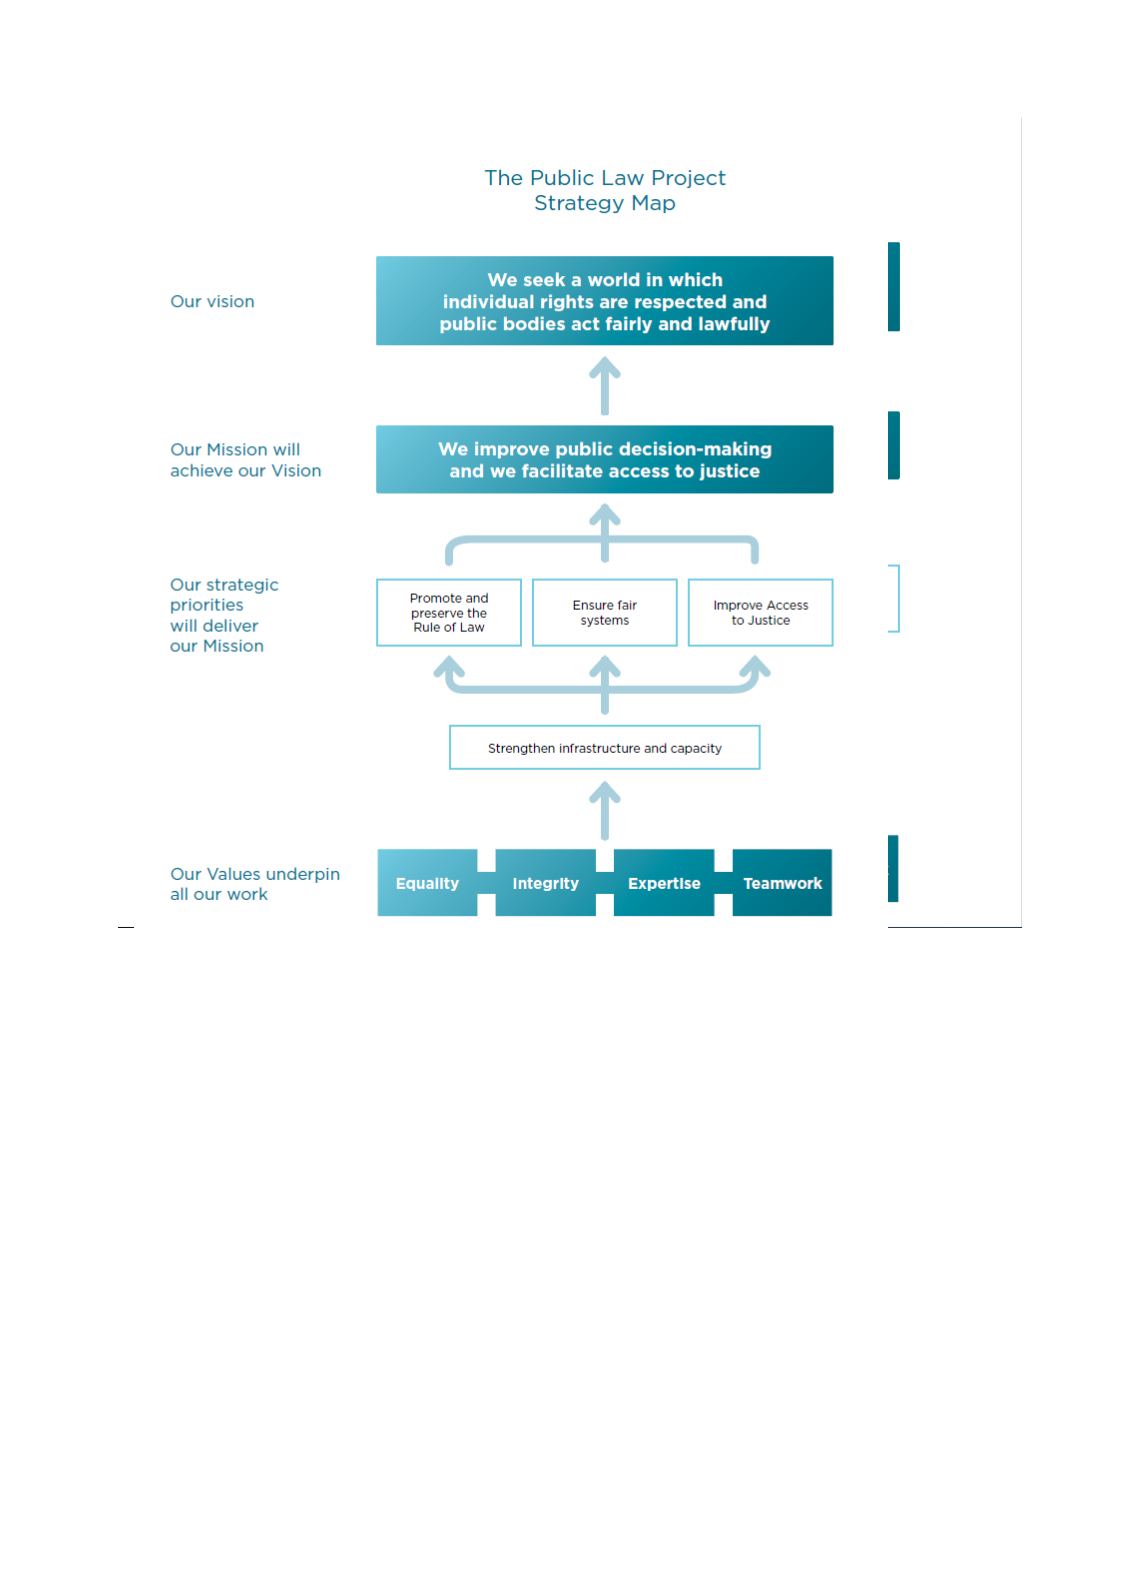 The Public Law Project
Strategy Map
Our vision
We seek a world in which
individual rights are respected and
public bodies act fairly and lawfully
Our Mission will
achieve our Vision
We improve public decision-making
and we facilitate access to justice
Our strategic
priorities
will deliver
our Mission
Promote and
preserve the
Rule of Law
Ensure fair
systems
Improve Access
to Justice
Strengthen infrastructure and capacity
Our Values underpin
all our work
Equality
Integrity
Expertise
Teamwork